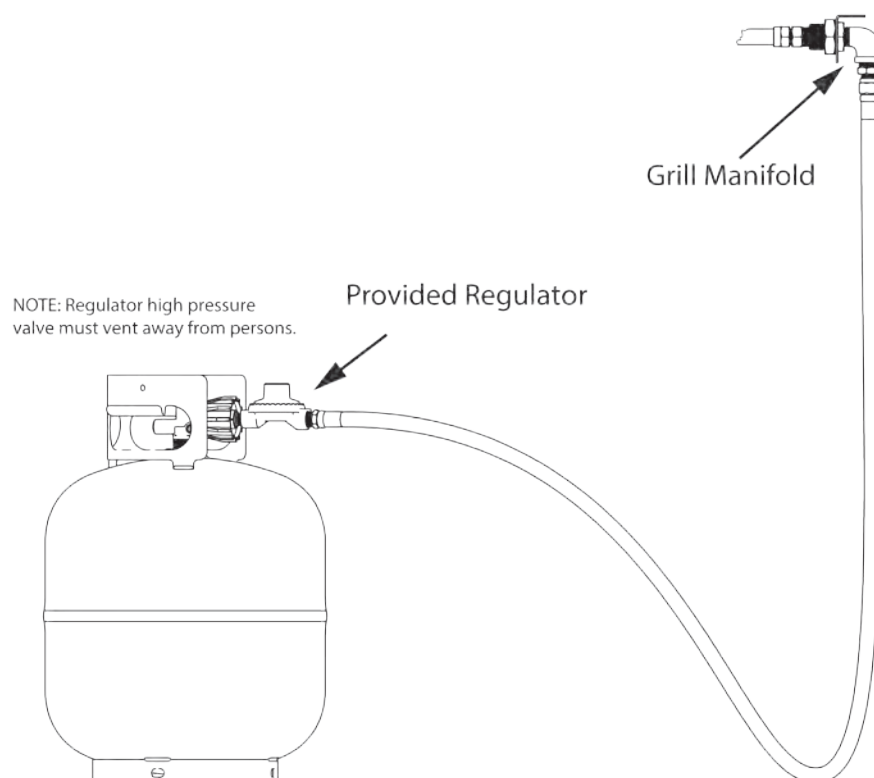 Grill Manifold
NOTE: Regulator high pressure
valve must vent away from persons.
Provided Regulator